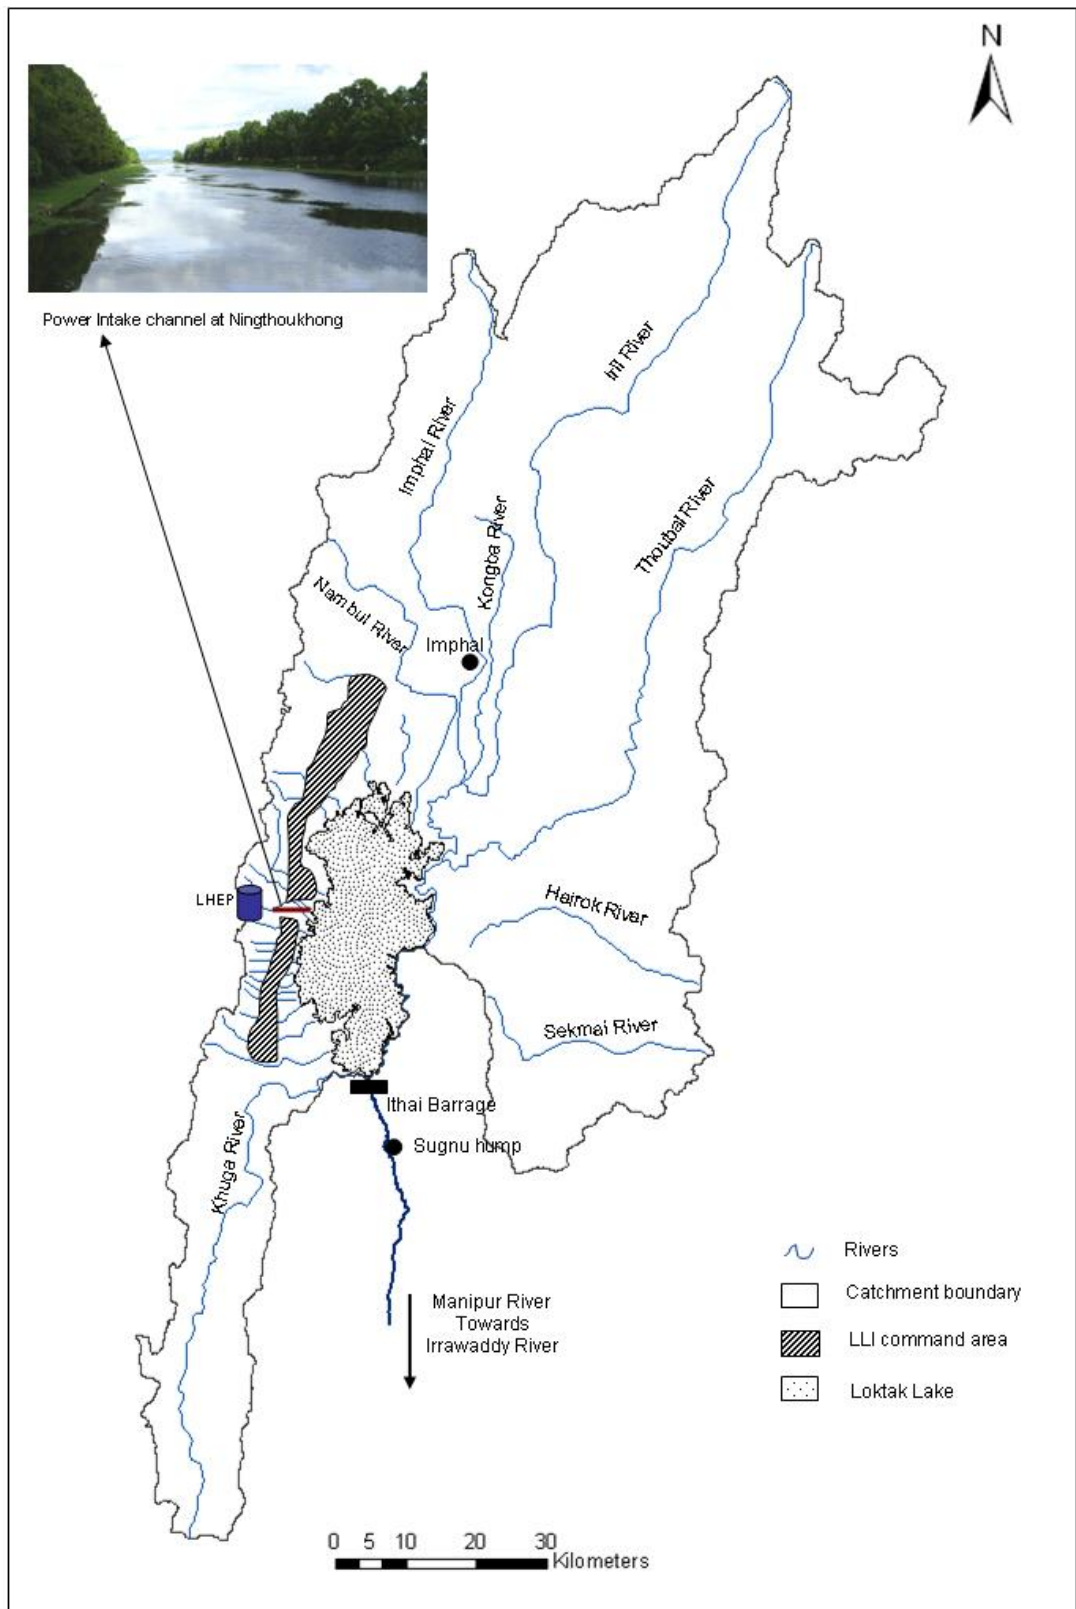 N
Power Intake channel at Ningthoukhong
Iril River
Imphal River
Thoubal River
Kongba River
Nambul River
Imphal
LHEP
Hairok River
Sekmai River
Ithai Barrage
Sugnu hump
Khuga River
Manipur River
Towards
Irrawaddy River
Rivers
Catchment boundary
LLI command area
Loktak Lake
0 5 10 20 30
Kilometers